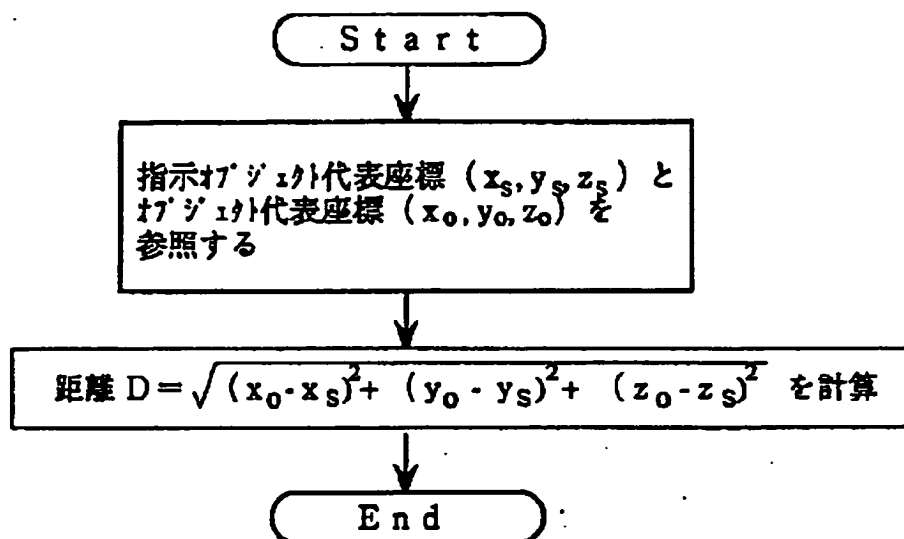 Start
指示ｵﾌﾞｼﾞｪｸﾄ代表座標 (xS, yS, zS) と
ｵﾌﾞｼﾞｪｸﾄ代表座標 (xO, yO, zO) を
参照する
距離 D = √(xO - xS)²+ (yO - yS)²+ (zO - zS)² を計算
End